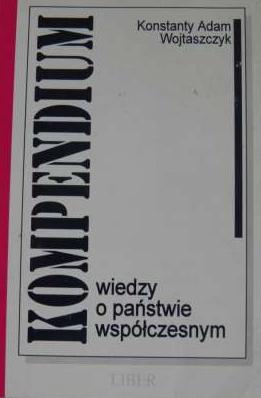 Konstanty Adam
Wojtaszczyk
KOMPENDIUM
wiedzy
o państwie
współczesnym
LIBER